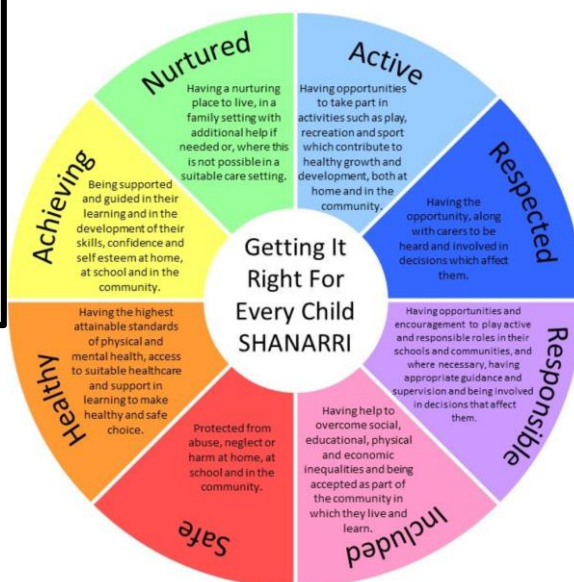 Nurtured
Having a nurturing
place to live, in a
family setting with
additional help if
needed or, where this
is not possible in a
suitable care setting.
Active
Having opportunities
to take part in
activities such as play,
recreation and sport
which contribute to
healthy growth and
development, both at
home and in the
community.
Respected
Having the
opportunity, along
with carers to be
heard and involved in
decisions which affect
them.
Responsible
Having opportunities and
encouragement to play active
and responsible roles in their
schools and communities, and
where necessary, having
appropriate guidance and
supervision and being involved
in decisions that affect
them.
Included
Having help to
overcome social,
educational, physical
and economic
inequalities and being
accepted as part of
the community in
which they live and
learn.
Safe
Protected from
abuse, neglect or
harm at home, at
school and in the
community.
Healthy
Having the highest
attainable standards
of physical and
mental health, access
to suitable healthcare
and support in
learning to make
healthy and safe
choice.
Achieving
Being supported
and guided in their
learning and in the
development of their
skills, confidence and
self esteem at home,
at school and in the
community.
Getting It
Right For
Every Child
SHANARRI